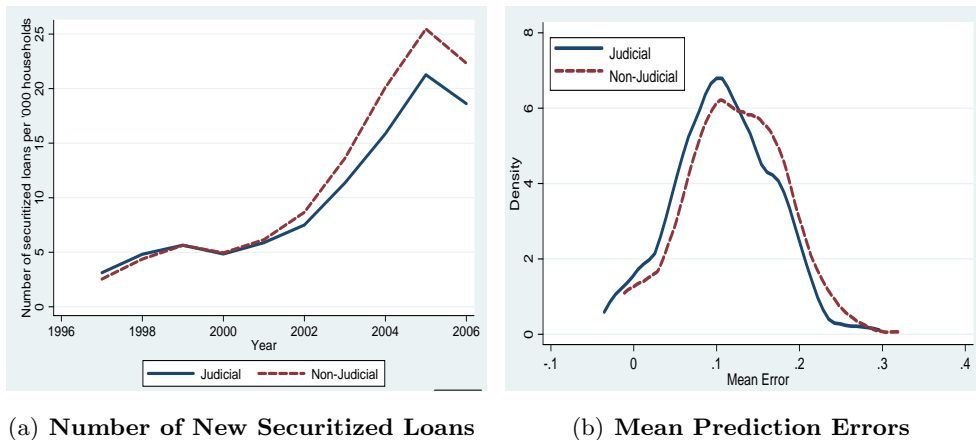 Number of securitized loans per '000 households
25
20
15
10
5
0
1996 1998 2000 2002 2004 2006
Year
Judicial Non-Judicial
(a) Number of New Securitized Loans
Density
8
6
4
2
0
Judicial
Non-Judicial
-.1 0 .1 .2 .3 .4
Mean Error
(b) Mean Prediction Errors